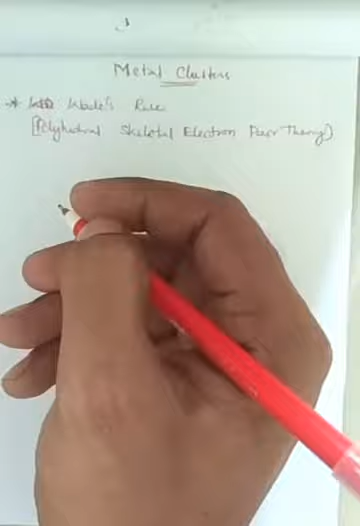 Metal Clusters
* Wade's Rule
[Polyhedral Skeletal Electron Pair Theory)